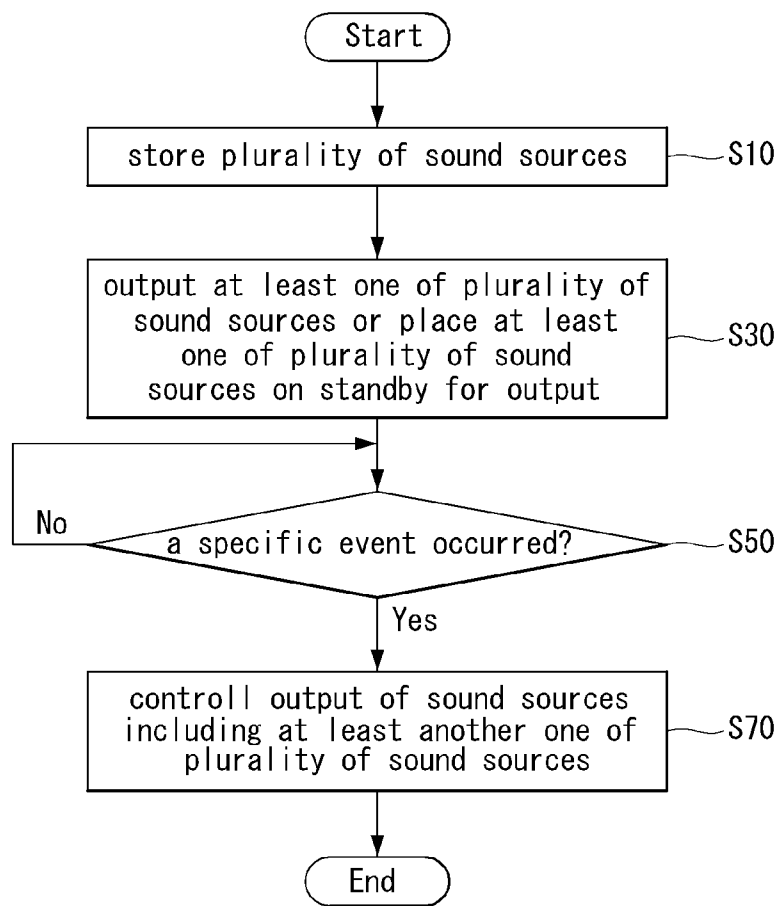 Start
store plurality of sound sources
S10
output at least one of plurality of
sound sources or place at least
one of plurality of sound
sources on standby for output
S30
No
a specific event occurred?
S50
Yes
controll output of sound sources
including at least another one of
plurality of sound sources
S70
End